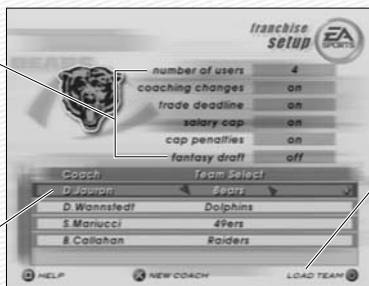 franchise
setup
EA
SPORTS
BEARS
number of users 4
coaching changes on
trade deadline on
salary cap on
cap penalties on
fantasy draft off
Coach Team Select
D.Jauron Bears
D. Wannstedt Dolphins
S.Mariucci 49ers
B.Callahan Raiders
HELP NEW COACH LOAD TEAM